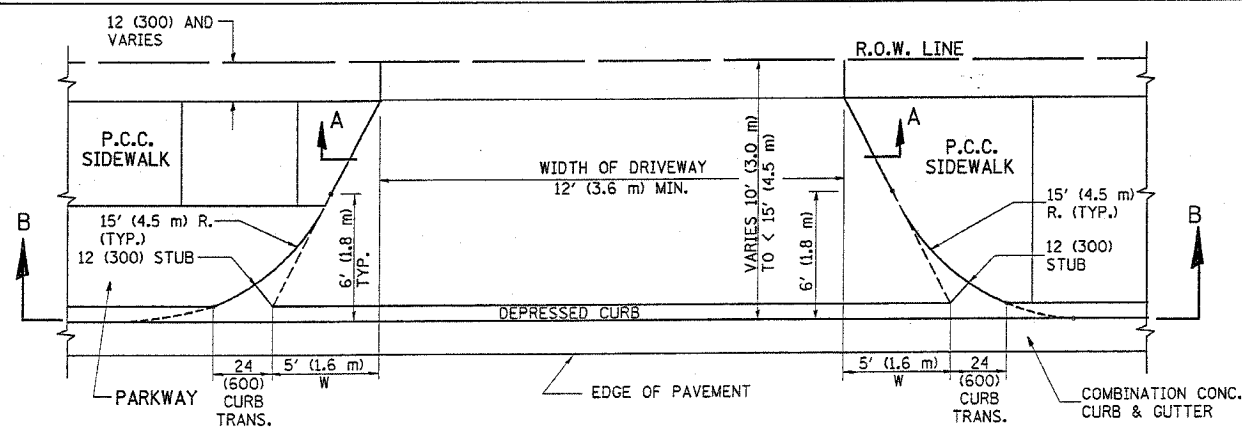 12 (300) AND
VARIES
R.O.W. LINE
A
A
P.C.C.
SIDEWALK
P.C.C.
SIDEWALK
WIDTH OF DRIVEWAY
12' (3.6 m) MIN.
VARIES 10' (3.0 m)
TO < 15' (4.5 m)
15' (4.5 m) R.
(TYP.)
15' (4.5 m)
R. (TYP.)
B
B
6' (1.8 m)
TYP.
6' (1.8 m)
12 (300) STUB
12 (300)
STUB
DEPRESSED CURB
24
(600)
CURB
TRANS.
5' (1.6 m)
W
5' (1.6 m)
W
24
(600)
CURB
TRANS.
PARKWAY
EDGE OF PAVEMENT
COMBINATION CONC.
CURB & GUTTER